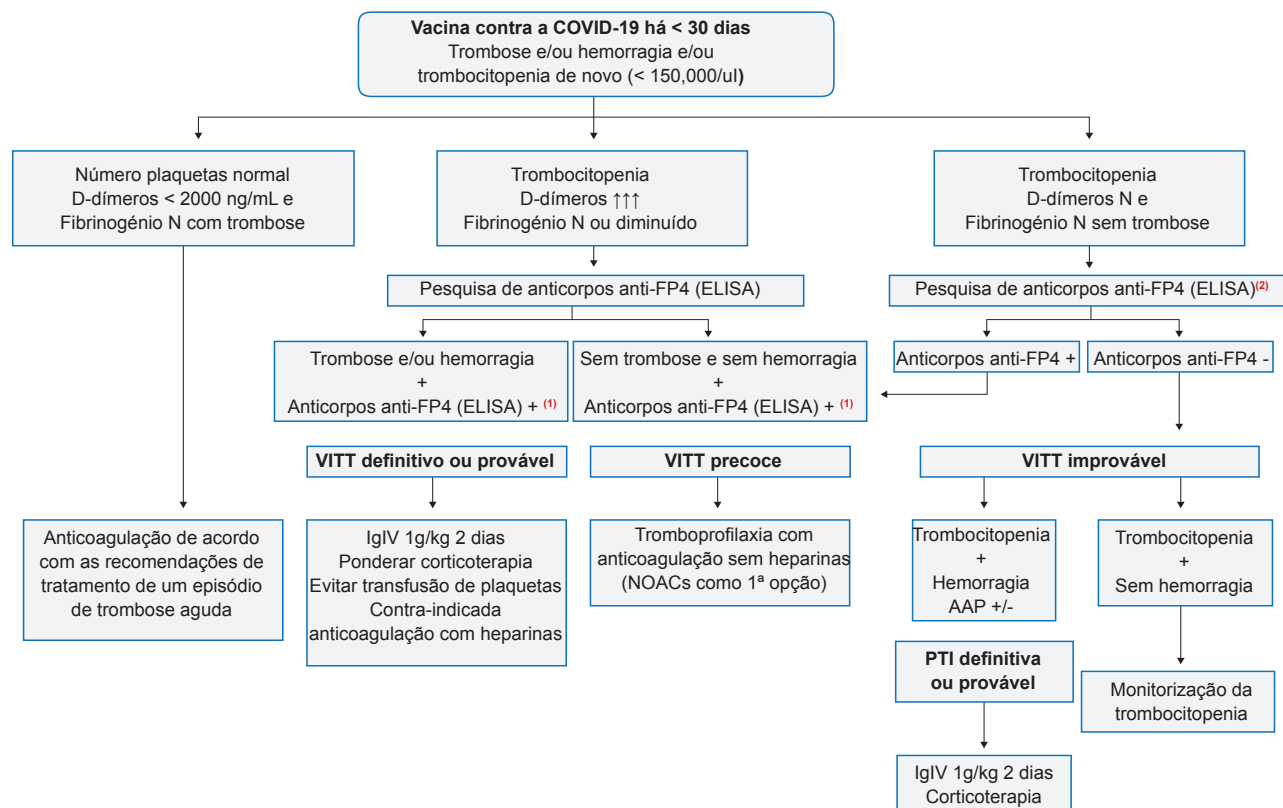 Vacina contra a COVID-19 há < 30 dias
Trombose e/ou hemorragia e/ou
trombocitopenia de novo (< 150,000/ul)
Número plaquetas normal
D-dímeros < 2000 ng/mL e
Fibrinogénio N com trombose
Trombocitopenia
D-dímeros ↑↑↑
Fibrinogénio N ou diminuído
Trombocitopenia
D-dímeros N e
Fibrinogénio N sem trombose
Pesquisa de anticorpos anti-FP4 (ELISA)
Pesquisa de anticorpos anti-FP4 (ELISA)(2)
Trombose e/ou hemorragia
+
Anticorpos anti-FP4 (ELISA) + (1)
Sem trombose e sem hemorragia
+
Anticorpos anti-FP4 (ELISA) + (1)
Anticorpos anti-FP4 +
Anticorpos anti-FP4 -
VITT definitivo ou provável
VITT precoce
VITT improvável
Anticoagulação de acordo
com as recomendações de
tratamento de um episódio
de trombose aguda
IgIV 1g/kg 2 dias
Ponderar corticoterapia
Evitar transfusão de plaquetas
Contra-indicada
anticoagulação com heparinas
Tromboprofilaxia com
anticoagulação sem heparinas
(NOACs como 1ª opção)
Trombocitopenia
+
Hemorragia
AAP +/-
Trombocitopenia
+
Sem hemorragia
PTI definitiva
ou provável
Monitorização da
trombocitopenia
IgIV 1g/kg 2 dias
Corticoterapia